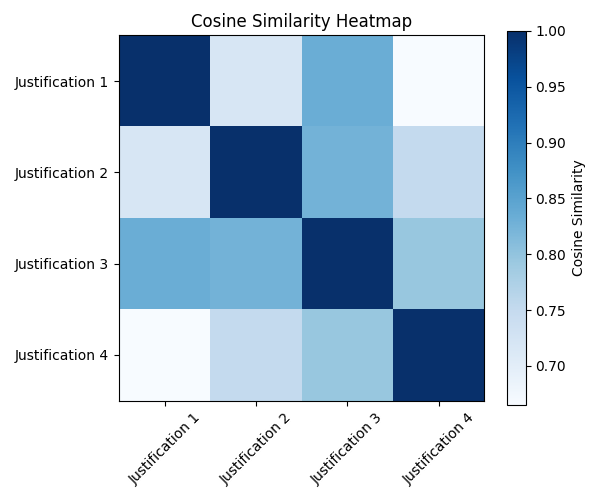 Cosine Similarity Heatmap
Justification 1
Justification 2
Justification 3
Justification 4
Justification 1
Justification 2
Justification 3
Justification 4
1.00
0.95
0.90
0.85
0.80
0.75
0.70
Cosine Similarity